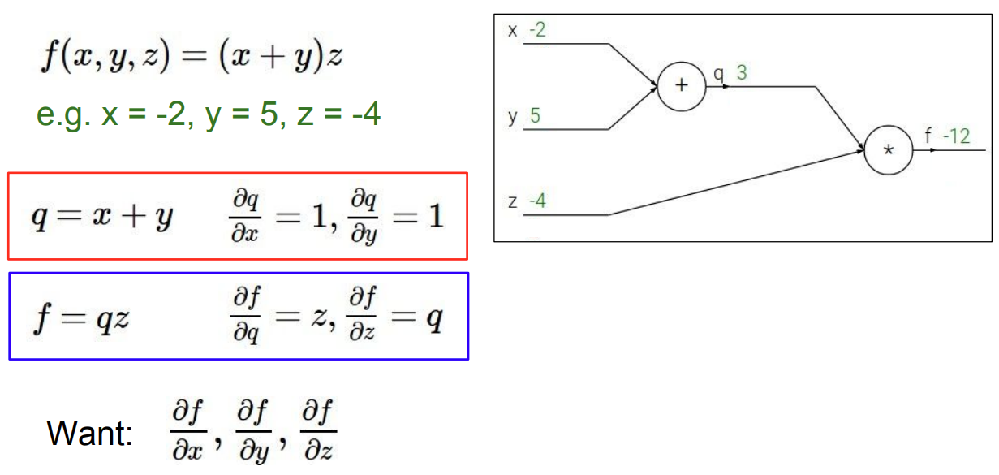 f(x, y, z) = (x + y)z
e.g. x = -2, y = 5, z = -4
q = x + y   ∂q/∂x = 1, ∂q/∂y = 1
f = qz   ∂f/∂q = z, ∂f/∂z = q
Want: ∂f/∂x, ∂f/∂y, ∂f/∂z
x -2
+
q 3
y 5
*
f -12
z -4